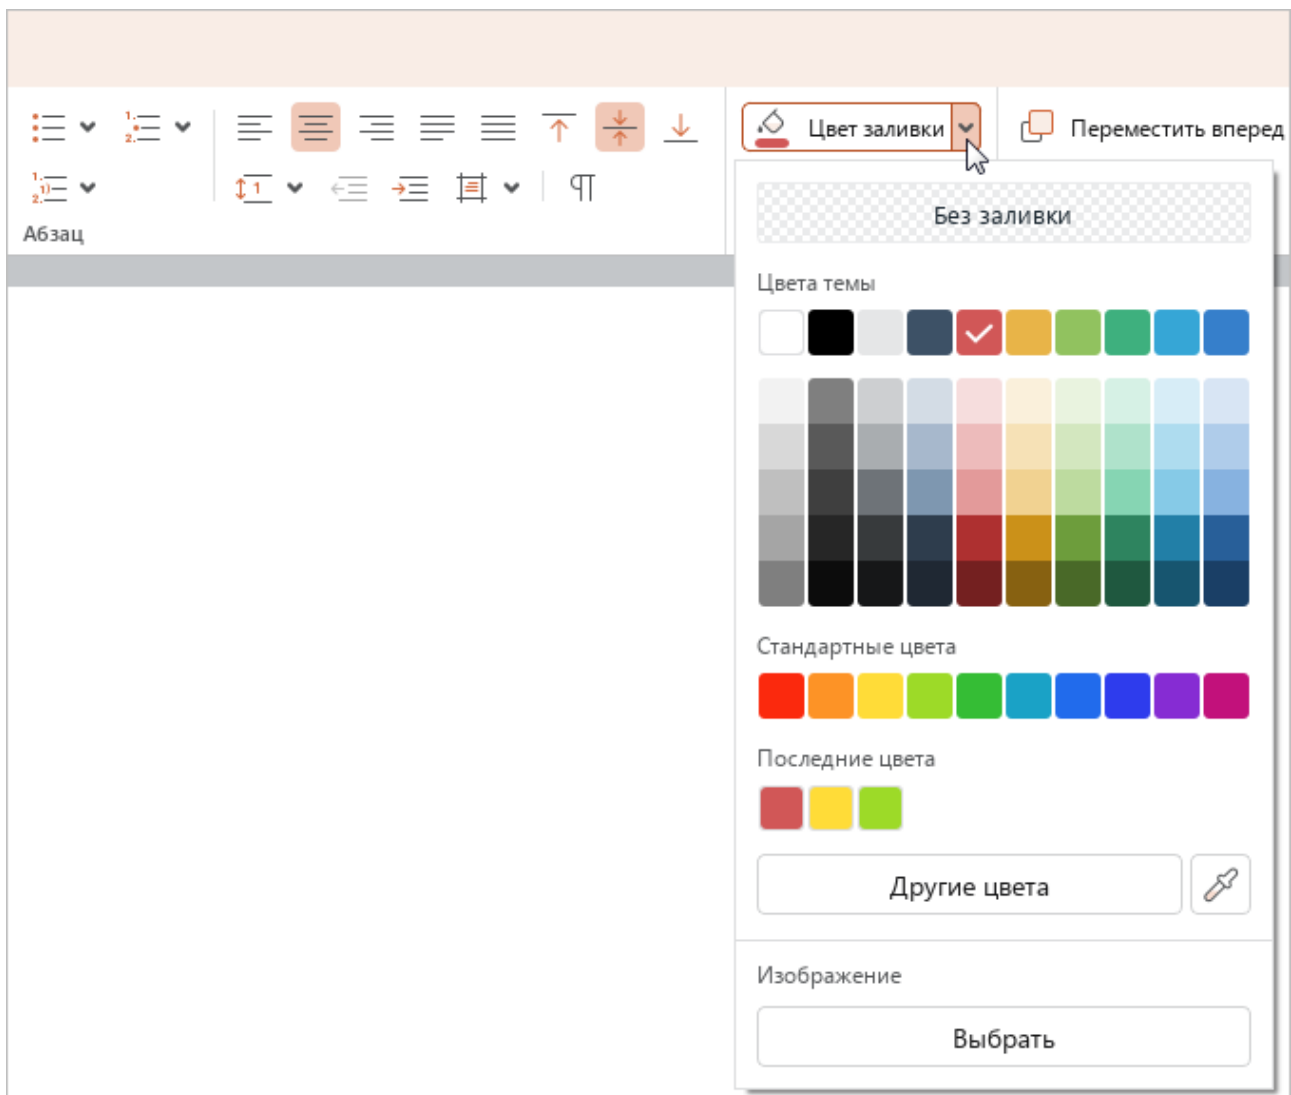 Цвет заливки
Переместить вперед
Абзац
Без заливки
Цвета темы
Стандартные цвета
Последние цвета
Другие цвета
Изображение
Выбрать